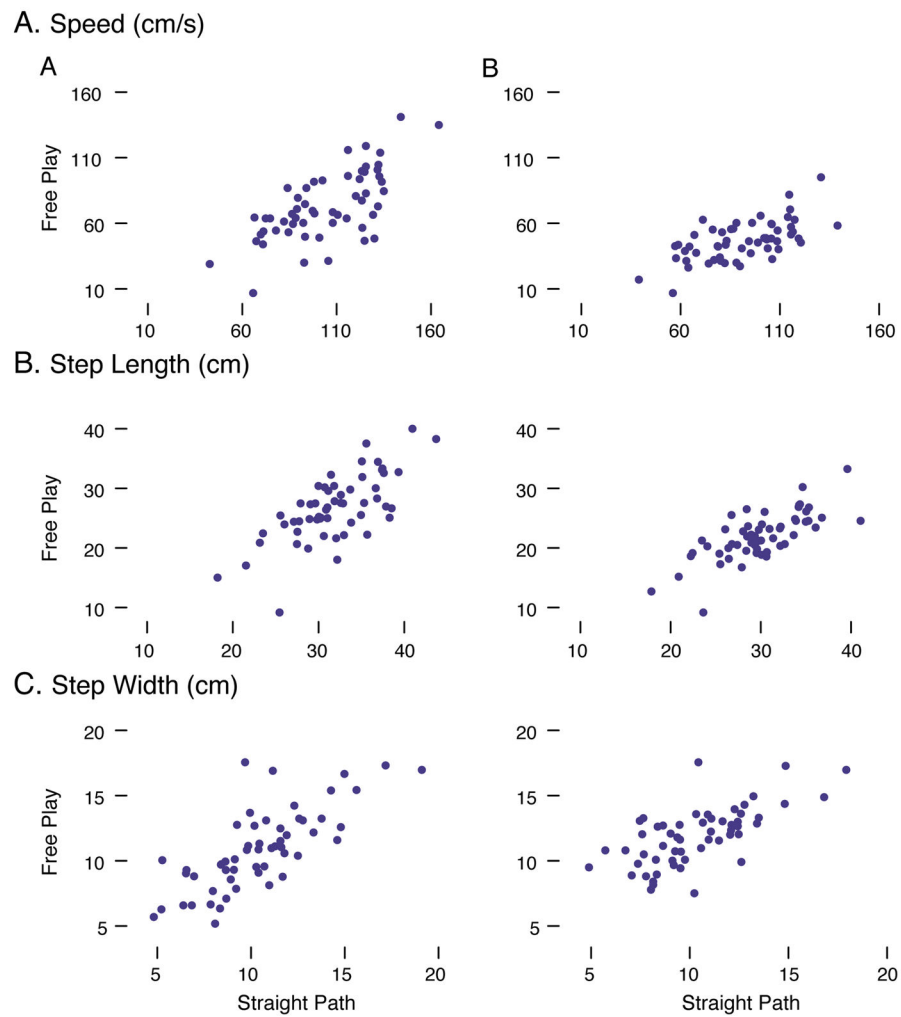 A. Speed (cm/s)
A
B
160
110
60
10
Free Play
10 60 110 160
160
110
60
10
10 60 110 160
B. Step Length (cm)
40
30
20
10
Free Play
10 20 30 40
40
30
20
10
10 20 30 40
C. Step Width (cm)
20
15
10
5
Free Play
5 10 15 20
Straight Path
20
15
10
5
5 10 15 20
Straight Path